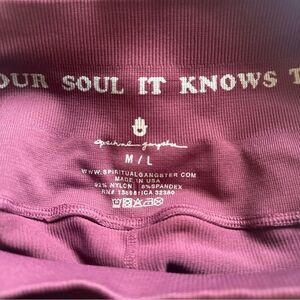 OUR SOUL IT KNOWS T
spiritual gangster
M / L
WWW.SPIRITUALGANGSTER.COM
MADE IN USA
92% NYLON 8% SPANDEX